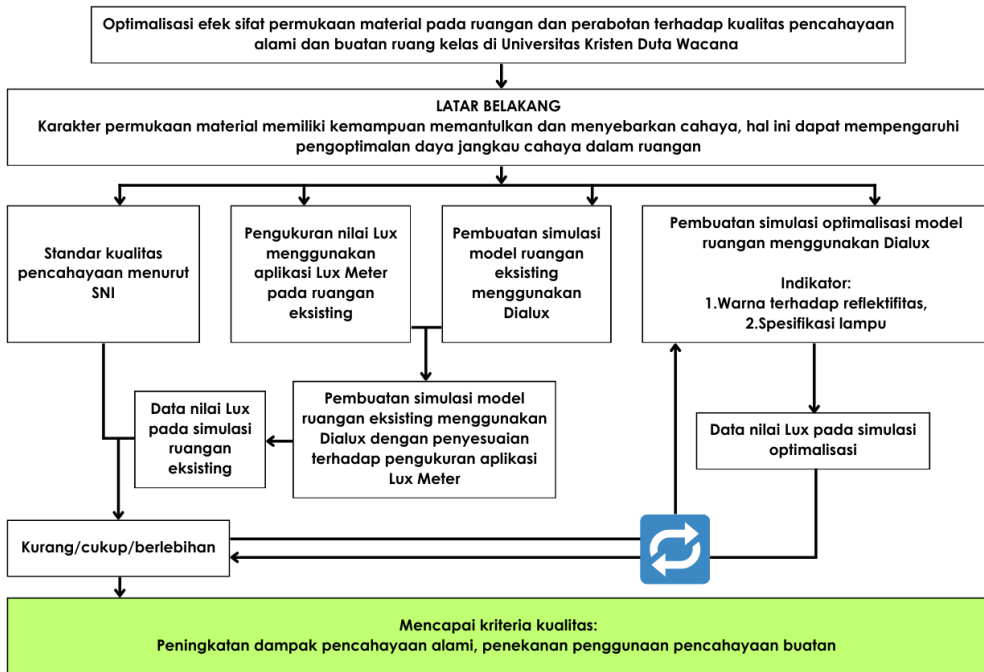 Optimalisasi efek sifat permukaan material pada ruangan dan perabotan terhadap kualitas pencahayaan
alami dan buatan ruang kelas di Universitas Kristen Duta Wacana
LATAR BELAKANG
Karakter permukaan material memiliki kemampuan memantulkan dan menyebarkan cahaya, hal ini dapat mempengaruhi
pengoptimalan daya jangkau cahaya dalam ruangan
Standar kualitas
pencahayaan menurut
SNI
Pengukuran nilai Lux
menggunakan
aplikasi Lux Meter
pada ruangan
eksisting
Pembuatan simulasi
model ruangan
eksisting
menggunakan
Dialux
Pembuatan simulasi optimalisasi model
ruangan menggunakan Dialux
Indikator:
1.Warna terhadap reflektifitas,
2.Spesifikasi lampu
Data nilai Lux
pada simulasi
ruangan
eksisting
Pembuatan simulasi model
ruangan eksisting menggunakan
Dialux dengan penyesuaian
terhadap pengukuran aplikasi
Lux Meter
Data nilai Lux pada simulasi
optimalisasi
Kurang/cukup/berlebihan
Mencapai kriteria kualitas:
Peningkatan dampak pencahayaan alami, penekanan penggunaan pencahayaan buatan